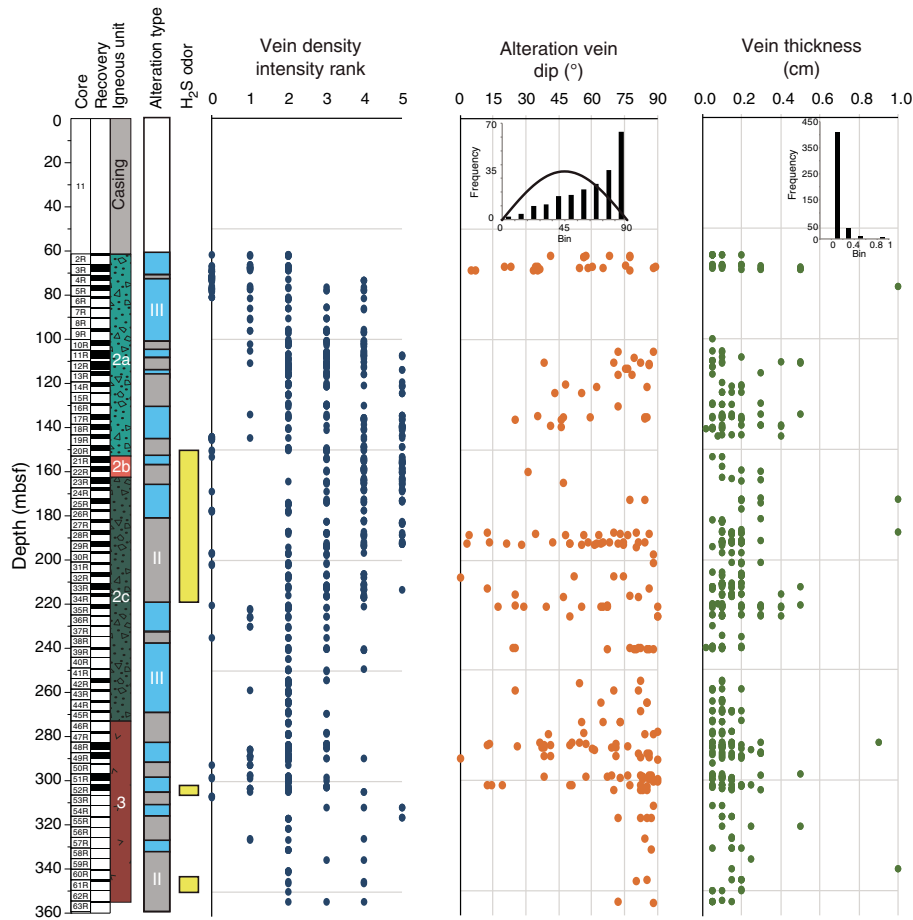 Core
Recovery
Igneous unit
Alteration type
H2S odor
Vein density
intensity rank
0 1 2 3 4 5
Alteration vein
dip (°)
0 15 30 45 60 75 90
Vein thickness
(cm)
0.0 0.2 0.4 0.6 0.8 1.0
Depth (mbsf)
0
20
40
60
80
100
120
140
160
180
200
220
240
260
280
300
320
340
360
11
2R
3R
4R
5R
6R
7R
8R
9R
10R
11R
12R
13R
14R
15R
16R
17R
18R
19R
20R
21R
22R
23R
24R
25R
26R
27R
28R
29R
30R
31R
32R
33R
34R
35R
36R
37R
38R
39R
40R
41R
42R
43R
44R
45R
46R
47R
48R
49R
50R
51R
52R
53R
54R
55R
56R
57R
58R
59R
60R
61R
62R
63R
Casing
2a
2b
2c
3
III
II
III
II
Frequency
70
35
0
0 45 90
Bin
Frequency
450
350
250
150
50
0
0 0.4 0.8 1
Bin